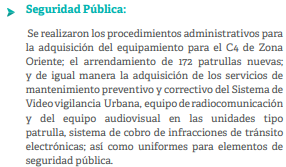 Seguridad Pública:
Se realizaron los procedimientos administrativos para
la adquisición del equipamiento para el C4 de Zona
Oriente; el arrendamiento de 172 patrullas nuevas;
y de igual manera la adquisición de los servicios de
mantenimiento preventivo y correctivo del Sistema de
Video vigilancia Urbana, equipo de radiocomunicación
y del equipo audiovisual en las unidades tipo
patrulla, sistema de cobro de infracciones de tránsito
electrónicas; así como uniformes para elementos de
seguridad pública.